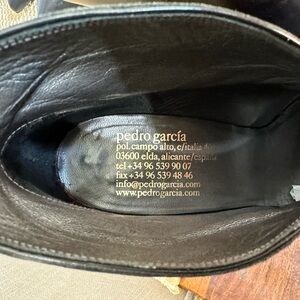 pedro garcía
pol. campo alto, c/italia
03600 elda, alicante/españa
tel +34 96 539 90 07
fax +34 96 539 48 46
info@pedrogarcia.com
www.pedrogarcia.com